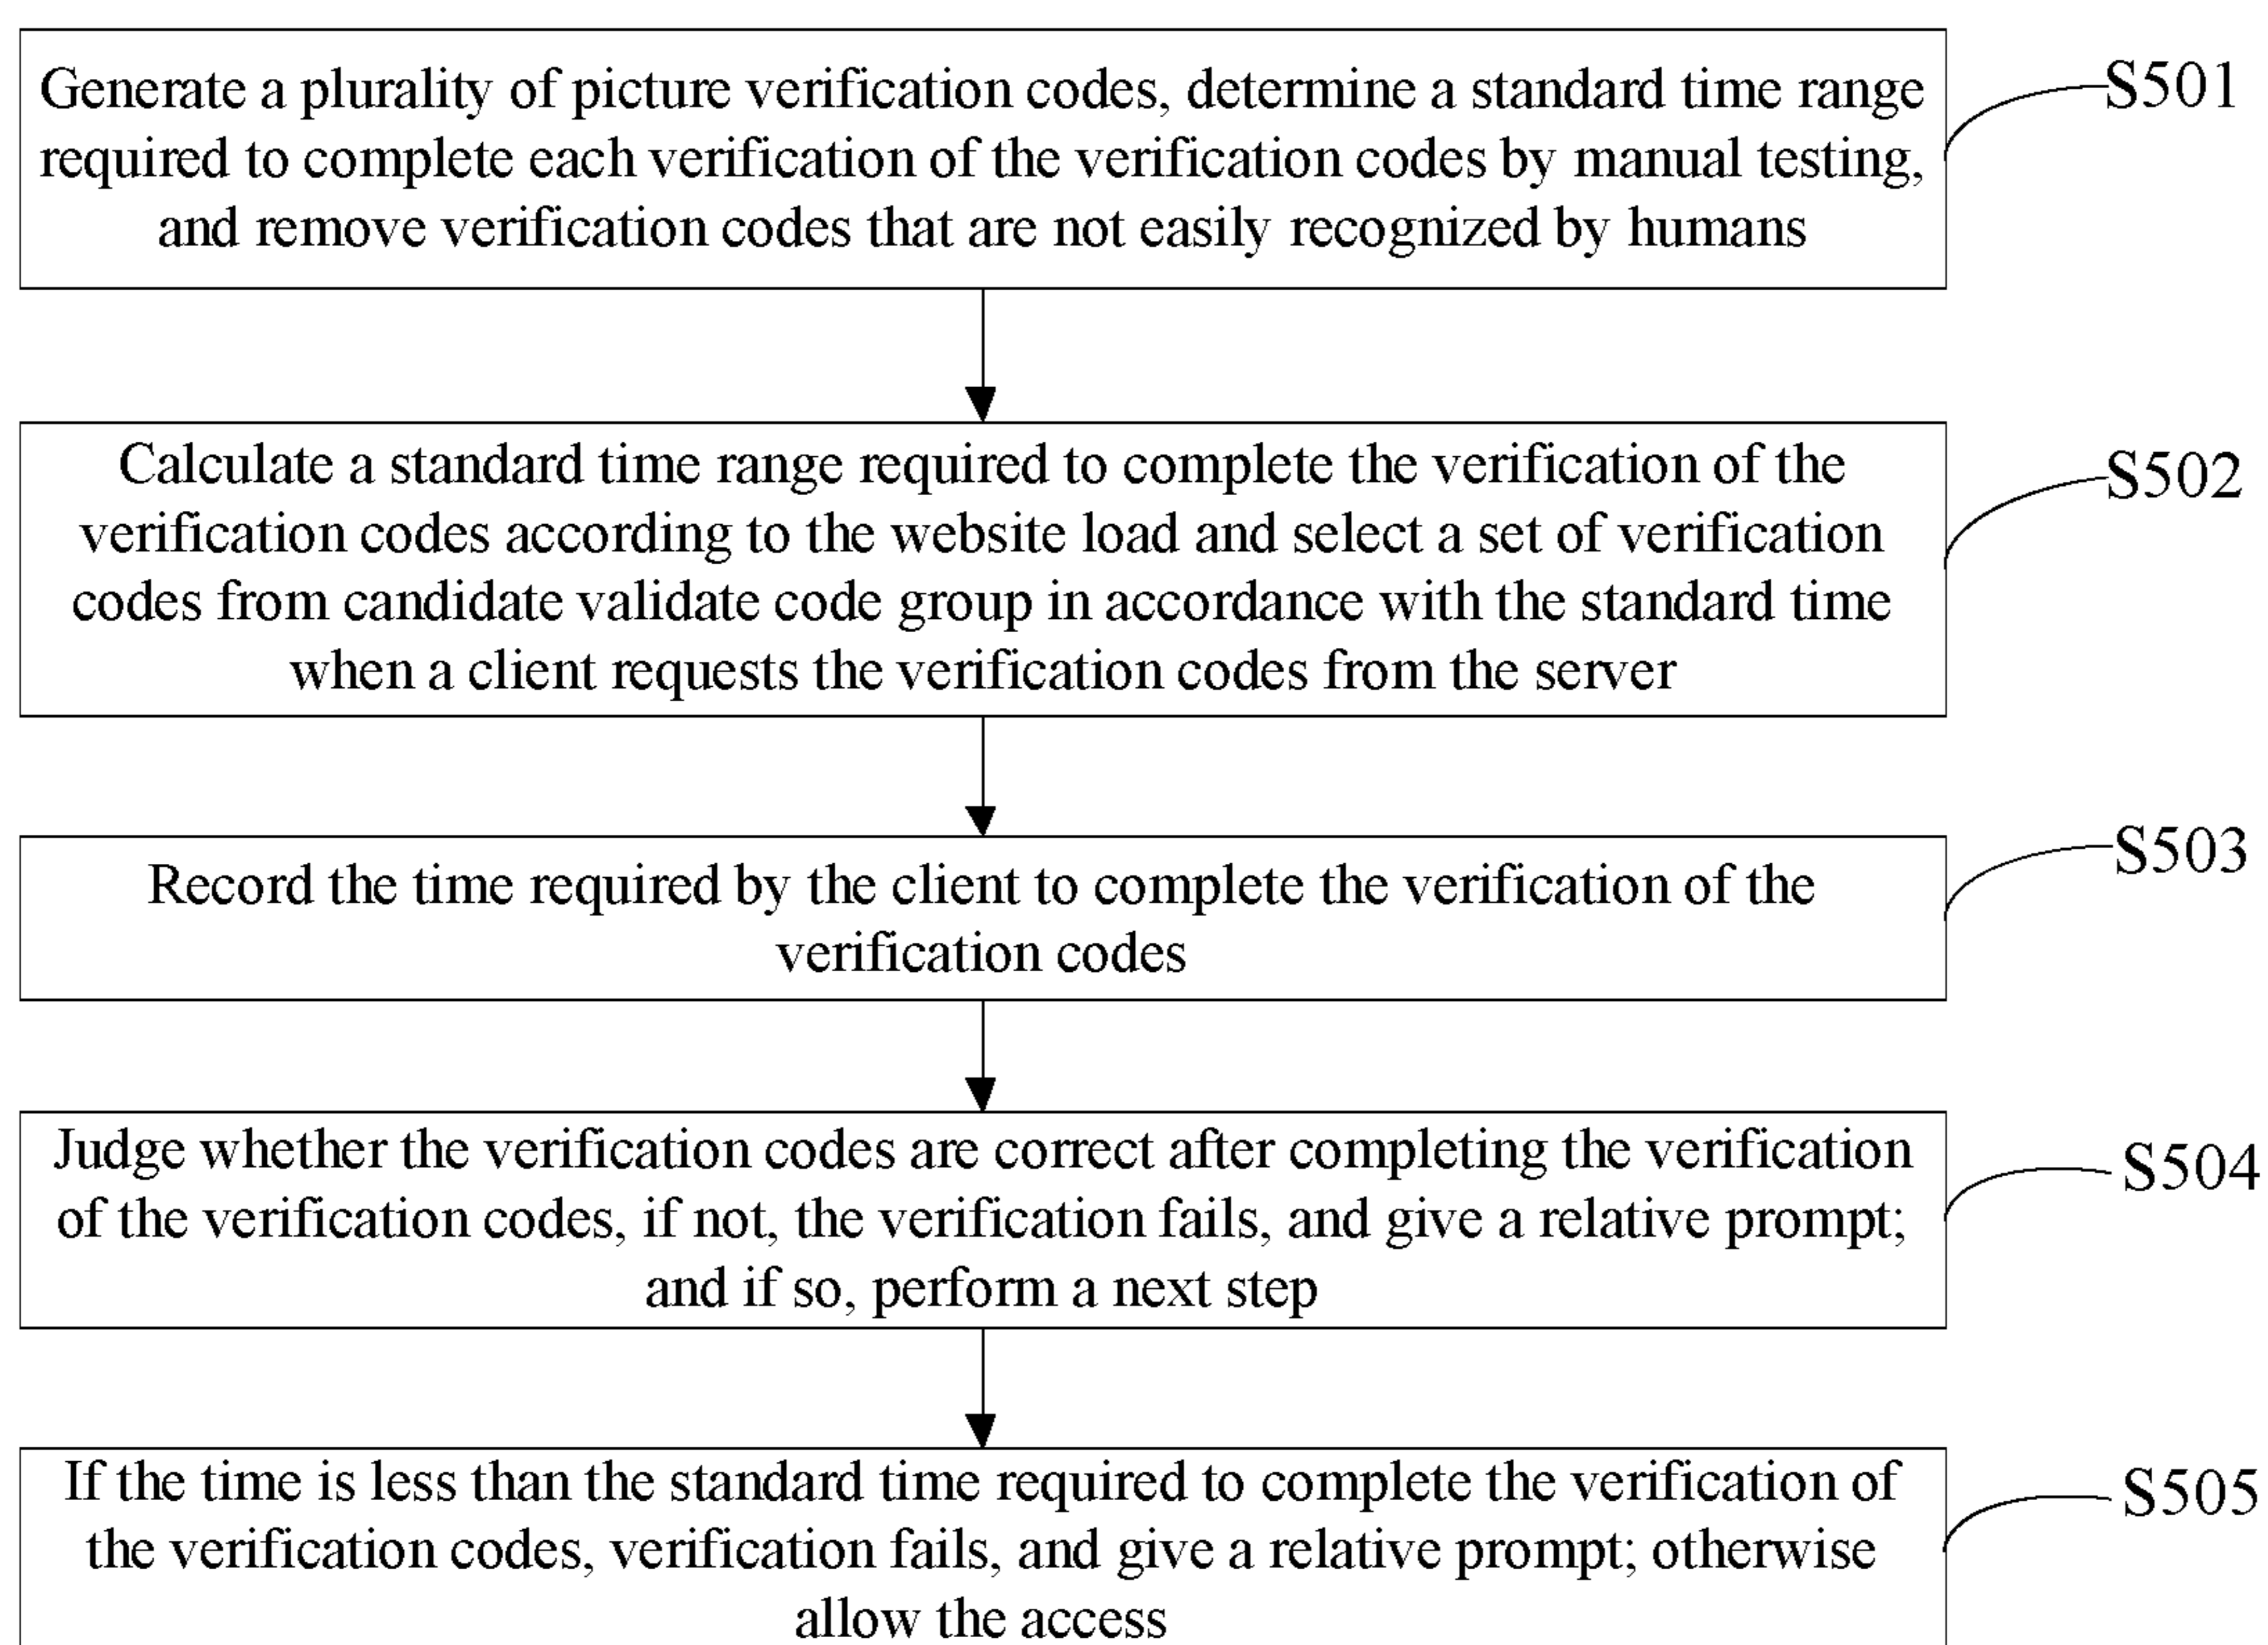 Generate a plurality of picture verification codes, determine a standard time range
required to complete each verification of the verification codes by manual testing,
and remove verification codes that are not easily recognized by humans
S501
Calculate a standard time range required to complete the verification of the
verification codes according to the website load and select a set of verification
codes from candidate validate code group in accordance with the standard time
when a client requests the verification codes from the server
S502
Record the time required by the client to complete the verification of the
verification codes
S503
Judge whether the verification codes are correct after completing the verification
of the verification codes, if not, the verification fails, and give a relative prompt;
and if so, perform a next step
S504
If the time is less than the standard time required to complete the verification of
the verification codes, verification fails, and give a relative prompt; otherwise
allow the access
S505